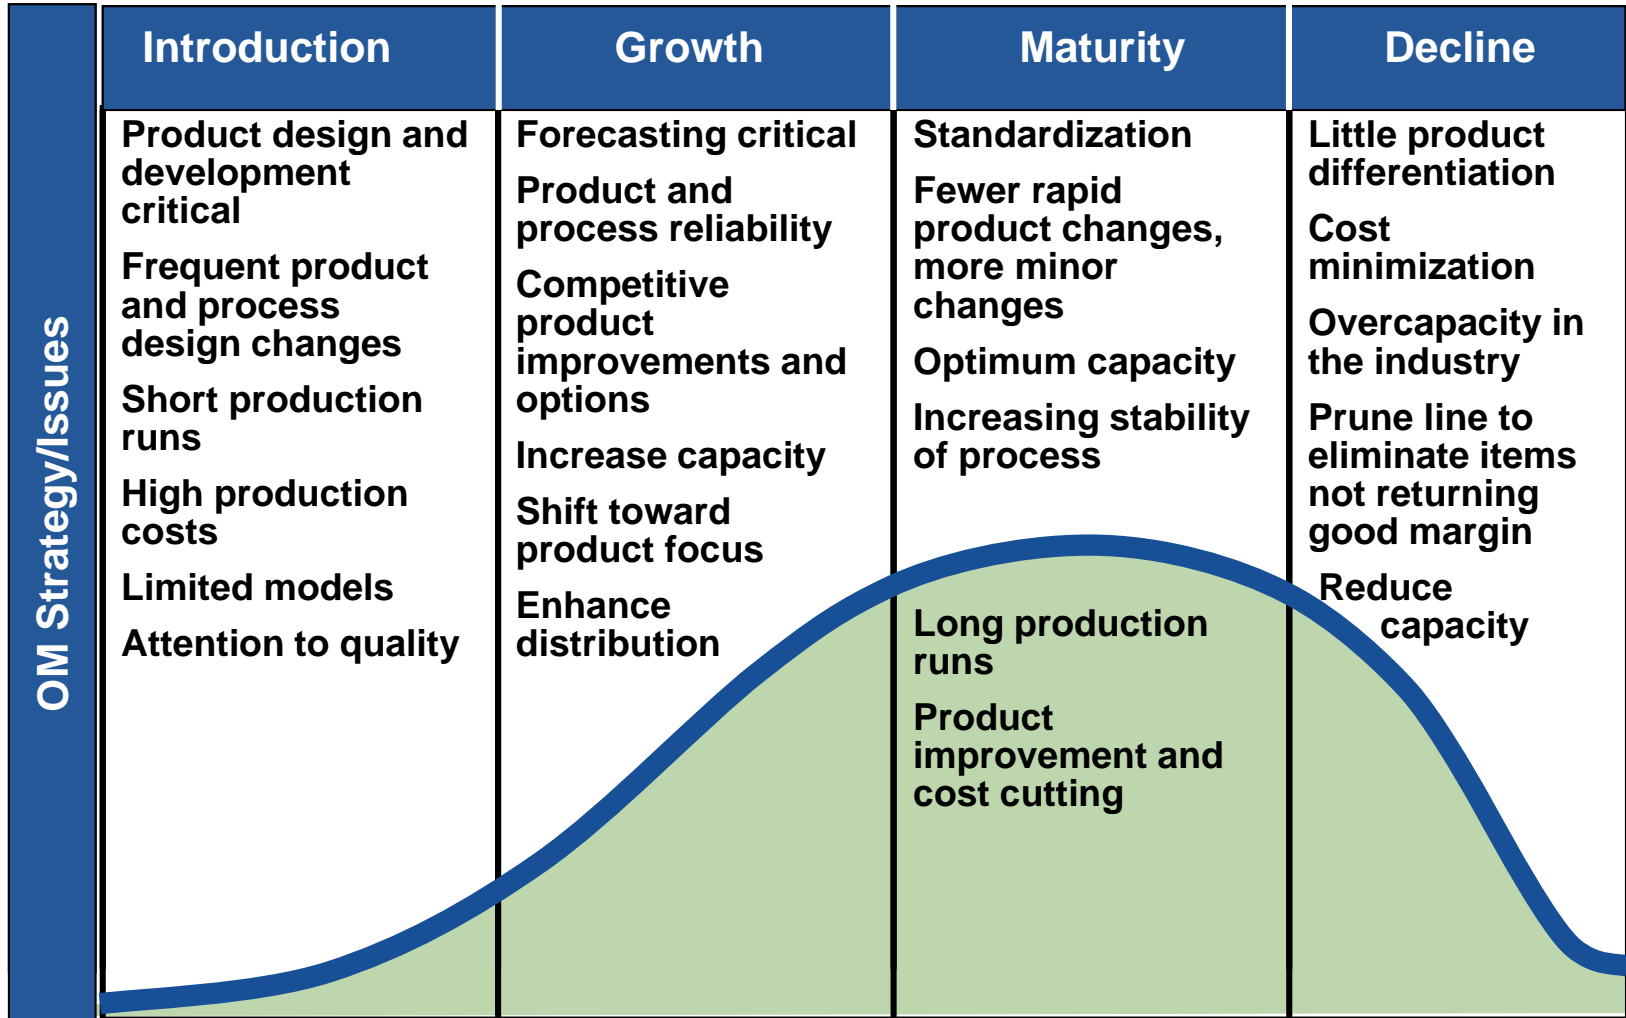 Introduction
Growth
Maturity
Decline
OM Strategy/Issues
Product design and
development
critical
Frequent product
and process
design changes
Short production
runs
High production
costs
Limited models
Attention to quality
Forecasting critical
Product and
process reliability
Competitive
product
improvements and
options
Increase capacity
Shift toward
product focus
Enhance
distribution
Standardization
Fewer rapid
product changes,
more minor
changes
Optimum capacity
Increasing stability
of process
Long production
runs
Product
improvement and
cost cutting
Little product
differentiation
Cost
minimization
Overcapacity in
the industry
Prune line to
eliminate items
not returning
good margin
Reduce
capacity